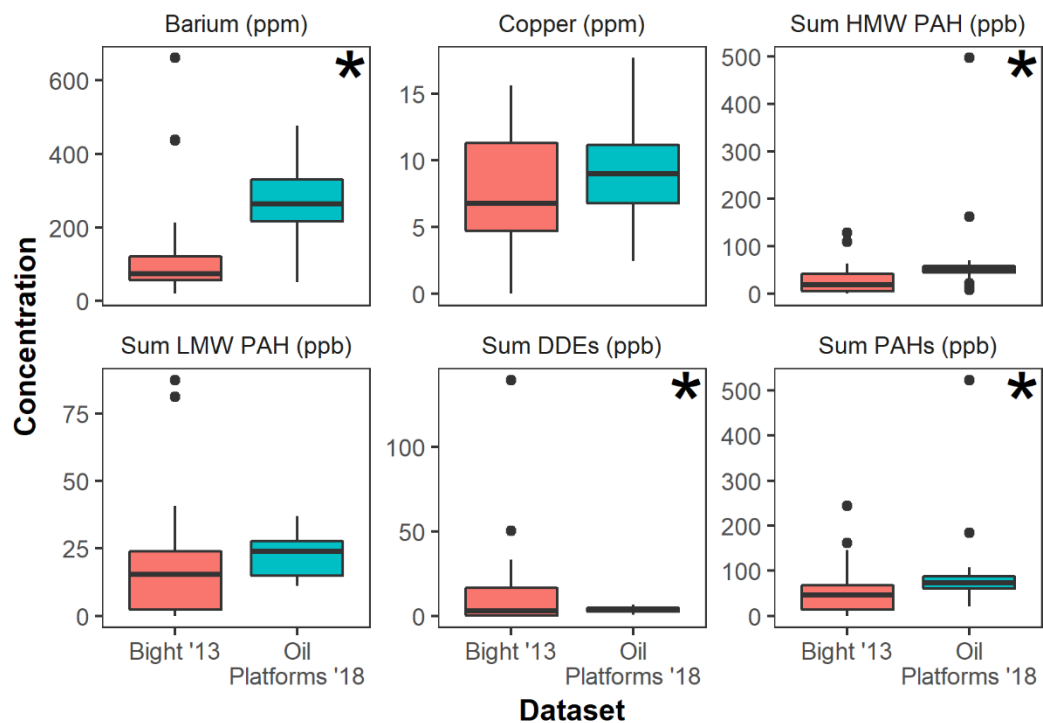 Barium (ppm)
Copper (ppm)
Sum HMW PAH (ppb)
600
400
200
0
*
15
10
5
0
500
400
300
200
100
0
*
Sum LMW PAH (ppb)
Sum DDEs (ppb)
Sum PAHs (ppb)
75
50
25
0
100
50
0
*
500
400
300
200
100
0
*
Concentration
Bight '13
Oil
Platforms '18
Bight '13
Oil
Platforms '18
Bight '13
Oil
Platforms '18
Dataset